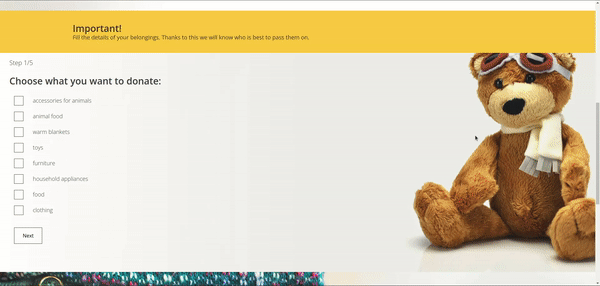 Important!
Fill the details of your belongings. Thanks to this we will know who is best to pass them on.
Step 1/5
Choose what you want to donate:
accessories for animals
animal food
warm blankets
toys
furniture
household appliances
food
clothing
Next